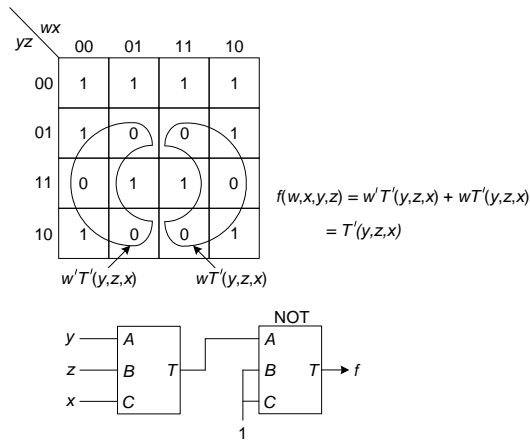 wx
yz
00 01 11 10
00 1 1 1 1
01 1 0 0 1
11 0 1 1 0
10 1 0 0 1
f(w,x,y,z) = w'T'(y,z,x) + wT'(y,z,x)
= T'(y,z,x)
w'T'(y,z,x) wT'(y,z,x)
NOT
y A A
z B T B T f
x C C
1